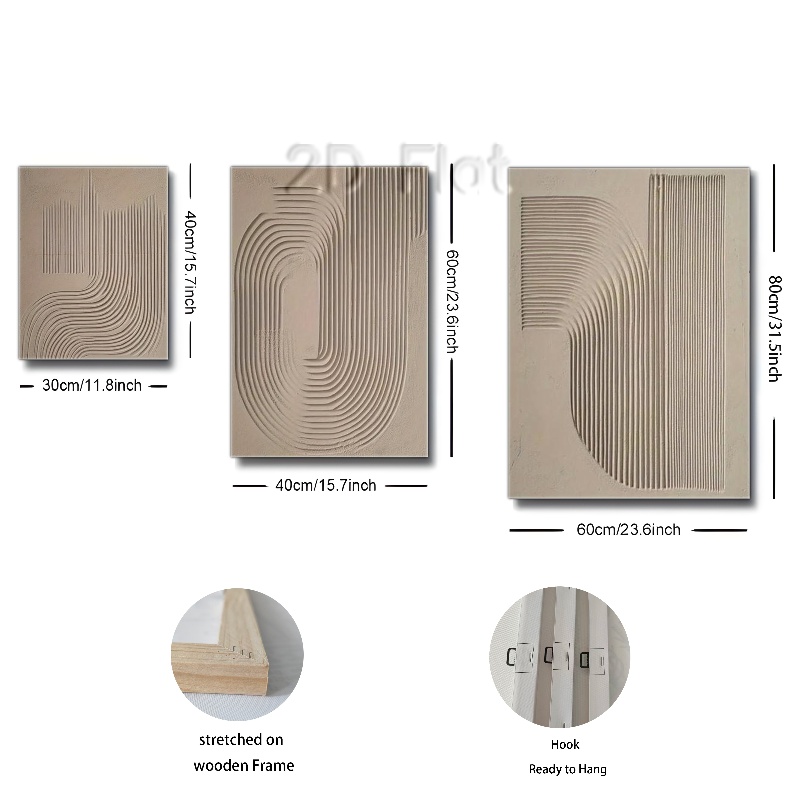 2D Flat
40cm/15.7inch
30cm/11.8inch
60cm/23.6inch
40cm/15.7inch
80cm/31.5inch
60cm/23.6inch
stretched on
wooden Frame
Hook
Ready to Hang